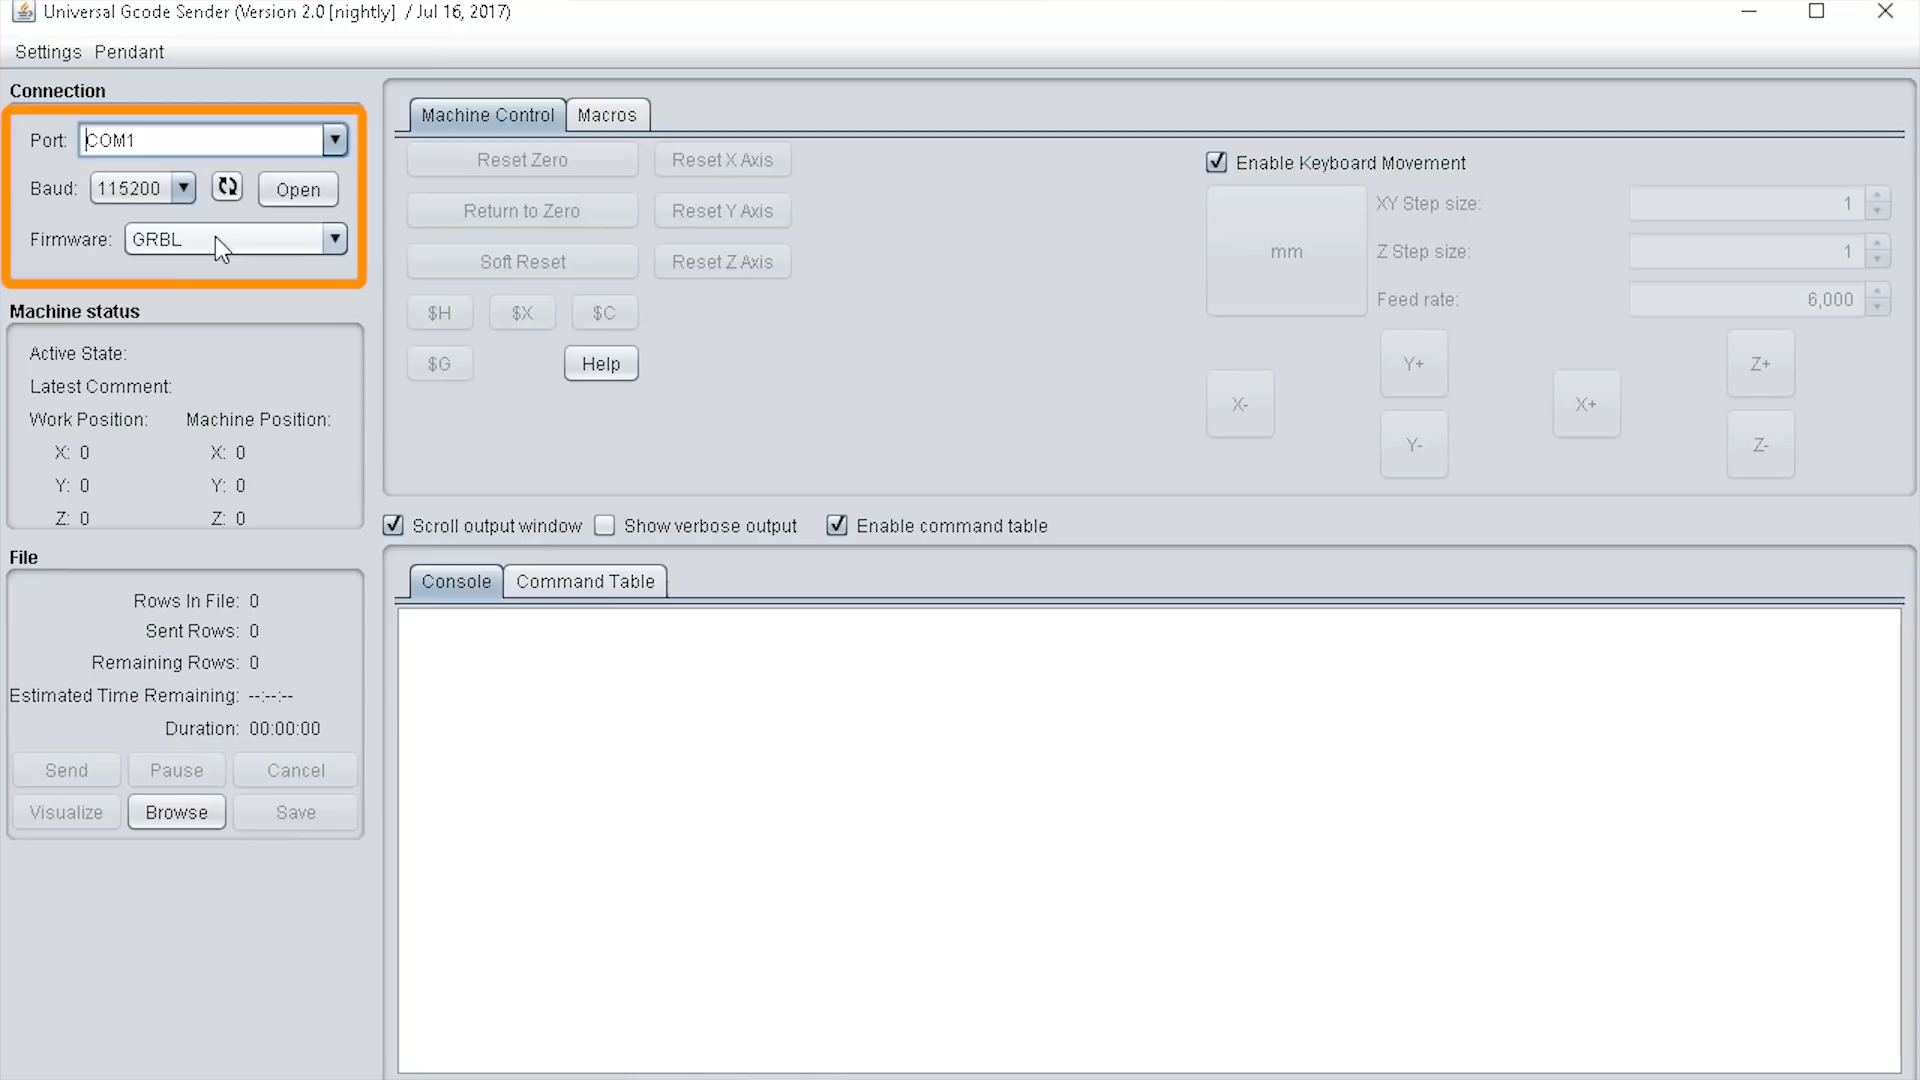 Universal Gcode Sender (Version 2.0 [nightly]  / Jul 16, 2017)
Settings Pendant
Connection
Port: COM1
Baud: 115200 Open
Firmware: GRBL
Machine status
Active State:
Latest Comment:
Work Position: Machine Position:
X: 0 X: 0
Y: 0 Y: 0
Z: 0 Z: 0
File
Rows In File: 0
Sent Rows: 0
Remaining Rows: 0
Estimated Time Remaining: --:--:--
Duration: 00:00:00
Send Pause Cancel
Visualize Browse Save
Machine Control Macros
Reset Zero Reset X Axis
Return to Zero Reset Y Axis
Soft Reset Reset Z Axis
$H $X $C
$G Help
Enable Keyboard Movement
mm
XY Step size: 1
Z Step size: 1
Feed rate: 6,000
Y+ Z+
X- X+
Y- Z-
Scroll output window Show verbose output Enable command table
Console Command Table